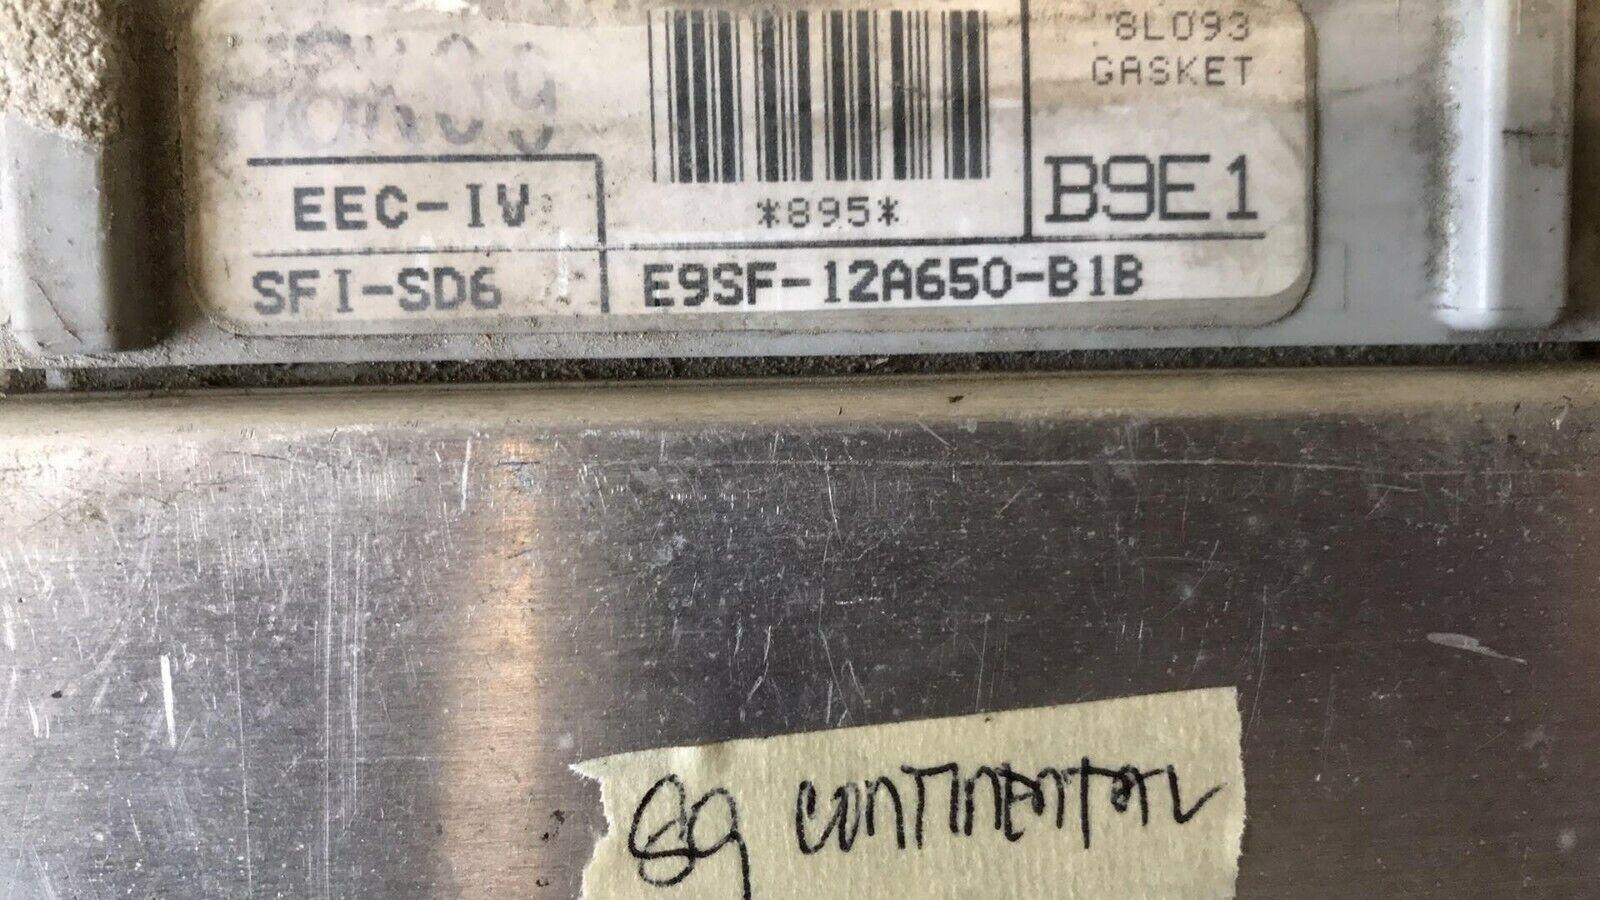 8L093
GASKET
EEC-IV
*895*
B9E1
SFI-SD6
E9SF-12A650-B1B
89 CONTINENTAL